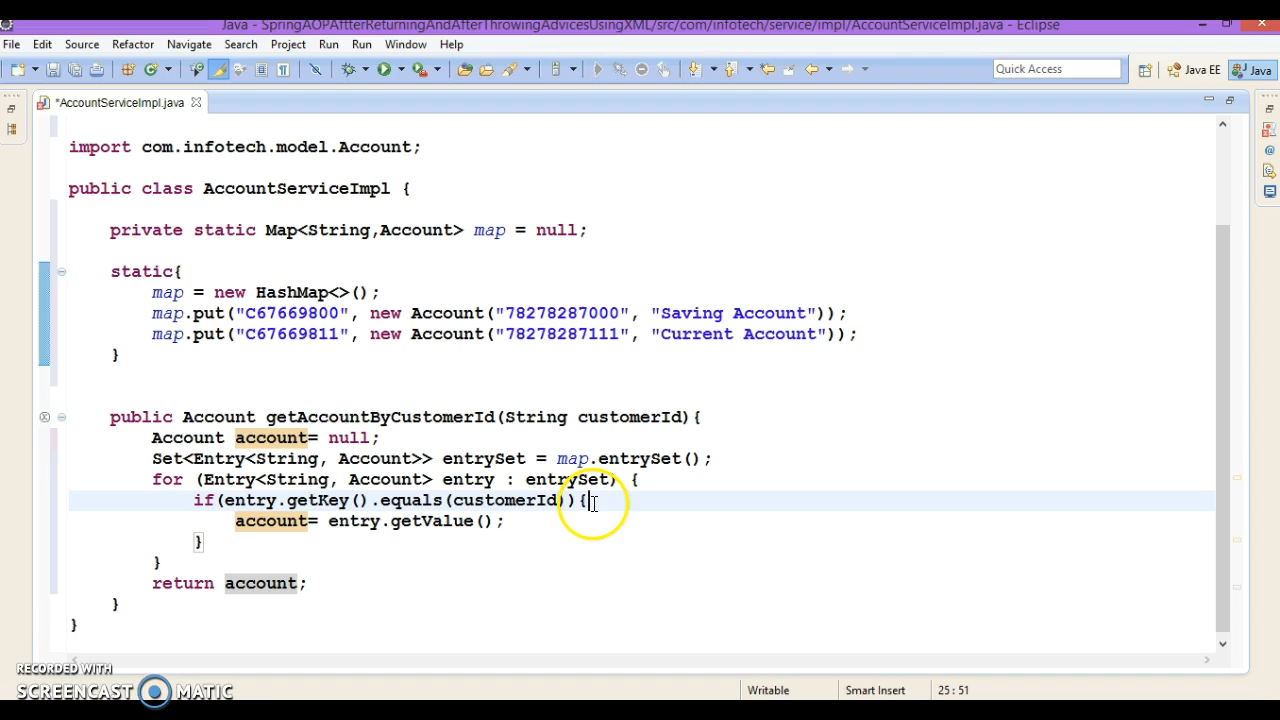 Java - SpringAOPAftterReturningAndAfterThrowingAdvicesUsingXML/src/com/infotech/service/impl/AccountServiceImpl.java - Eclipse
File Edit Source Refactor Navigate Search Project Run Run Window Help
Quick Access Java EE Java
*AccountServiceImpl.java
import com.infotech.model.Account;
public class AccountServiceImpl {
private static Map<String,Account> map = null;
static{
map = new HashMap<>();
map.put("C67669800", new Account("78278287000", "Saving Account"));
map.put("C67669811", new Account("78278287111", "Current Account"));
}
public Account getAccountByCustomerId(String customerId){
Account account= null;
Set<Entry<String, Account>> entrySet = map.entrySet();
for (Entry<String, Account> entry : entrySet) {
if(entry.getKey().equals(customerId)){
account= entry.getValue();
}
}
return account;
}
}
RECORDED WITH
SCREENCAST MATIC
Writable Smart Insert 25 : 51